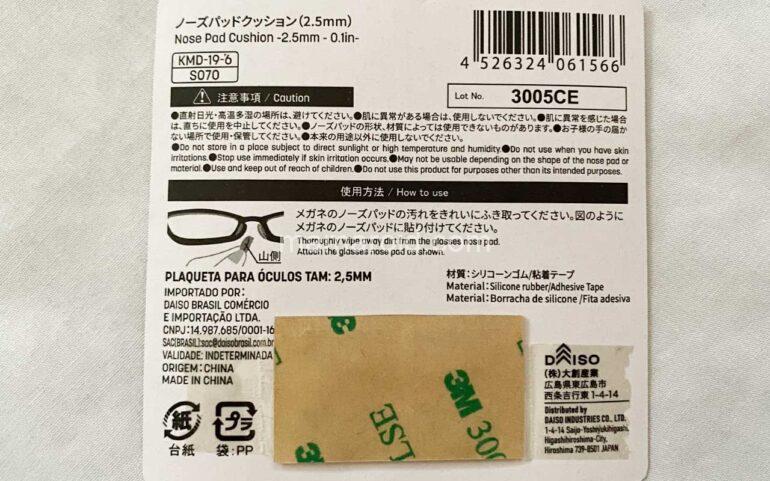 ノーズパッドクッション(2.5mm)
Nose Pad Cushion -2.5mm - 0.1in-
KMD-19-6
S070
4 526324 061566
Lot No. 3005CE
注意事項 / Caution
●直射日光・高温多湿の場所は、避けてください。●肌に異常がある場合は、使用しないでください。●肌に異常を感じた場合
は、直ちに使用を中止してください。●ノーズパッドの形状、材質によっては使用できないものがあります。●お子様の手の届か
ない場所で使用・保管してください。●本来の用途以外に使用しないでください。
●Do not store in a place subject to direct sunlight or high temperature and humidity.●Do not use when you have skin
irritations.●Stop use immediately if skin irritation occurs.●May not be usable depending on the shape of the nose pad or
material.●Use and keep out of reach of children.●Do not use this product for purposes other than its intended purposes.
使用方法 / How to use
メガネのノーズパッドの汚れをきれいにふき取ってください。図のように
メガネのノーズパッドに貼り付けてください。
Thoroughly wipe away dirt from the glasses nose pad.
Attach the glasses nose pad as shown.
山側
PLAQUETA PARA ÓCULOS TAM: 2,5MM
IMPORTADO POR:
DAISO BRASIL COMÉRCIO
E IMPORTAÇÃO LTDA.
CNPJ: 14.987.685/0001-16
SAC(BRASIL):sac@daisobrasil.com.br
VALIDADE: INDETERMINADA
ORIGEM: CHINA
MADE IN CHINA
材質：シリコーンゴム/粘着テープ
Material: Silicone rubber/Adhesive Tape
Material: Borracha de silicone /Fita adesiva
紙
台紙
プラ
袋：PP
3M 300
LSE
3M
DAISO
(株)大創産業
広島県東広島市
西条吉行東 1-4-14
Distributed by
DAISO INDUSTRIES CO., LTD.
1-4-14 Saijo-Yoshiyukihigashi,
Higashihiroshima-City,
Hiroshima 739-8501 JAPAN